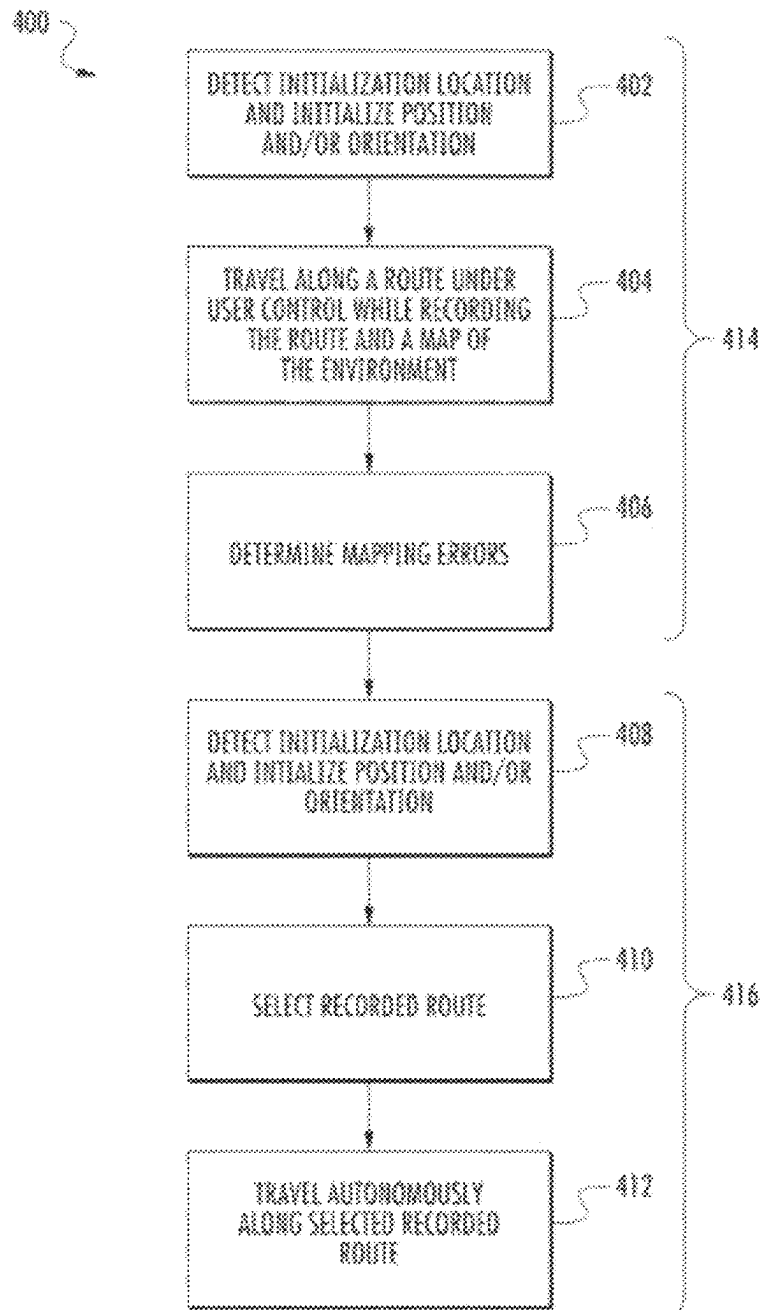 400
DETECT INITIALIZATION LOCATION
AND INITIALIZE POSITION
AND/OR ORIENTATION
402
TRAVEL ALONG A ROUTE UNDER
USER CONTROL WHILE RECORDING
THE ROUTE AND A MAP OF
THE ENVIRONMENT
404
414
DETERMINE MAPPING ERRORS
406
DETECT INITIALIZATION LOCATION
AND INTIALIZE POSITION AND/OR
ORIENTATION
408
SELECT RECORDED ROUTE
410
416
TRAVEL AUTONOMOUSLY
ALONG SELECTED RECORDED
ROUTE
412